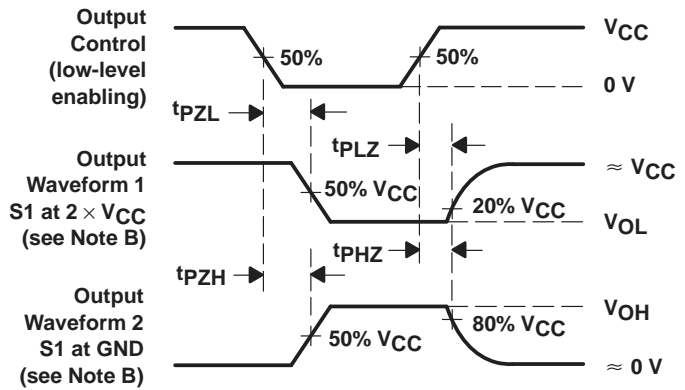 Output
Control
(low-level
enabling)
50%
50%
VCC
0 V
tPZL
tPLZ
Output
Waveform 1
S1 at 2 × VCC
(see Note B)
50% VCC
20% VCC
≈ VCC
VOL
tPZH
tPHZ
Output
Waveform 2
S1 at GND
(see Note B)
50% VCC
80% VCC
VOH
≈ 0 V